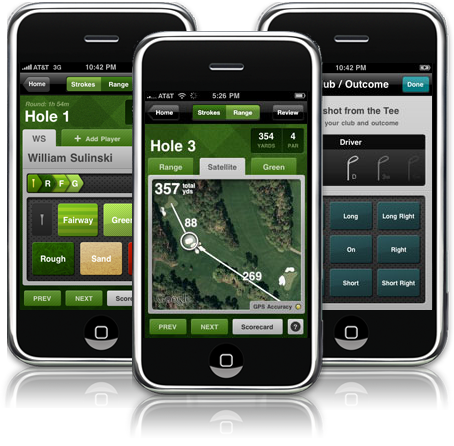 AT&T 3G 10:42 PM
Home Strokes Range
Round: 1h 54m
Hole 1
WS + Add Player
William Sulinski
R F G
Fairway Gree
Rough Sand
PREV NEXT Scorec
AT&T 5:26 PM
Home Strokes Range Review
Hole 3
354 YARDS
4 PAR
Range Satellite Green
357 total yds
88
269
GPS Accuracy
PREV NEXT Scorecard ?
10:42 PM
ub / Outcome Done
shot from the Tee
your club and outcome
Driver
D 3w
Long Long Right
On Right
Short Short Right